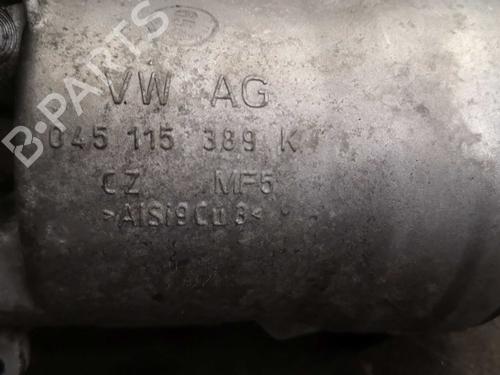 VW AG
045 115 389 K
CZ MF5
>AlSi9Cu3<
B-PARTS